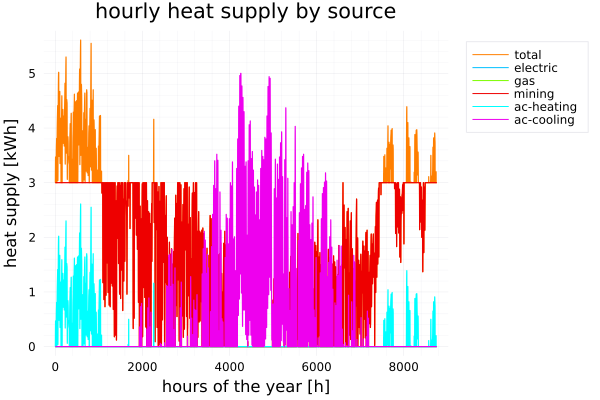 hourly heat supply by source
heat supply [kWh]
5
4
3
2
1
0
0
2000
4000
6000
8000
hours of the year [h]
total
electric
gas
mining
ac-heating
ac-cooling